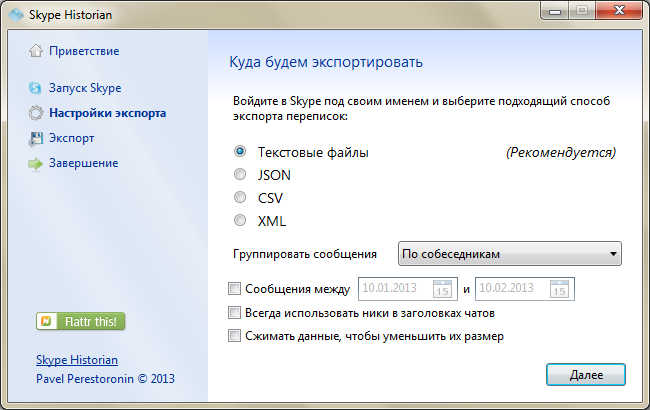 Skype Historian
Приветствие
Запуск Skype
Настройки экспорта
Экспорт
Завершение
Flattr this!
Skype Historian
Pavel Perestoronin © 2013
Куда будем экспортировать
Войдите в Skype под своим именем и выберите подходящий способ
экспорта переписок:
Текстовые файлы (Рекомендуется)
JSON
CSV
XML
Группировать сообщения По собеседникам
Сообщения между 10.01.2013 15 и 10.02.2013 15
Всегда использовать ники в заголовках чатов
Сжимать данные, чтобы уменьшить их размер
Далее